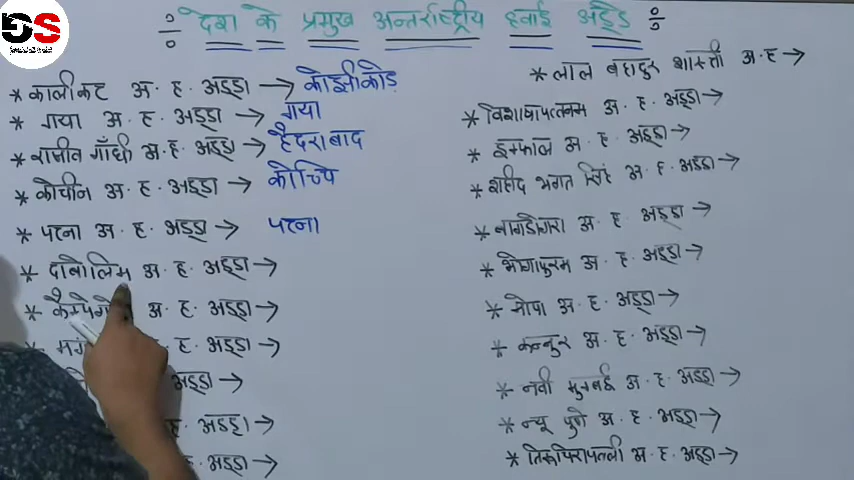 GS
÷ देश के प्रमुख अन्तर्राष्ट्रीय हवाई अड्डे ÷
* कालीकट अ. ह. अड्डा → कोझीकोड
* गया अ. ह. अड्डा → गया
* राजीव गाँधी अ. ह. अड्डा → हैदराबाद
* कोचीन अ. ह. अड्डा → कोच्चि
* पटना अ. ह. अड्डा → पटना
* दाबोलिम अ. ह. अड्डा →
* अ. ह. अड्डा →
* ह. अड्डा →
अड्डा →
ह. अड्डा →
ह. अड्डा →
* लाल बहादुर शास्त्री अ. ह →
* विशाखापत्तनम अ. ह. अड्डा →
* इम्फाल अ. ह. अड्डा →
* शहीद भगत सिंह अ. ह. अड्डा →
* बागडोगरा अ. ह. अड्डा →
* भोगापुरम अ. ह. अड्डा →
* मोपा अ. ह. अड्डा →
* कन्नुर अ. ह. अड्डा →
* नवी मुम्बई अ. ह. अड्डा →
* न्यू पुणे अ. ह. अड्डा →
* तिरूचिरापल्ली अ. ह. अड्डा →